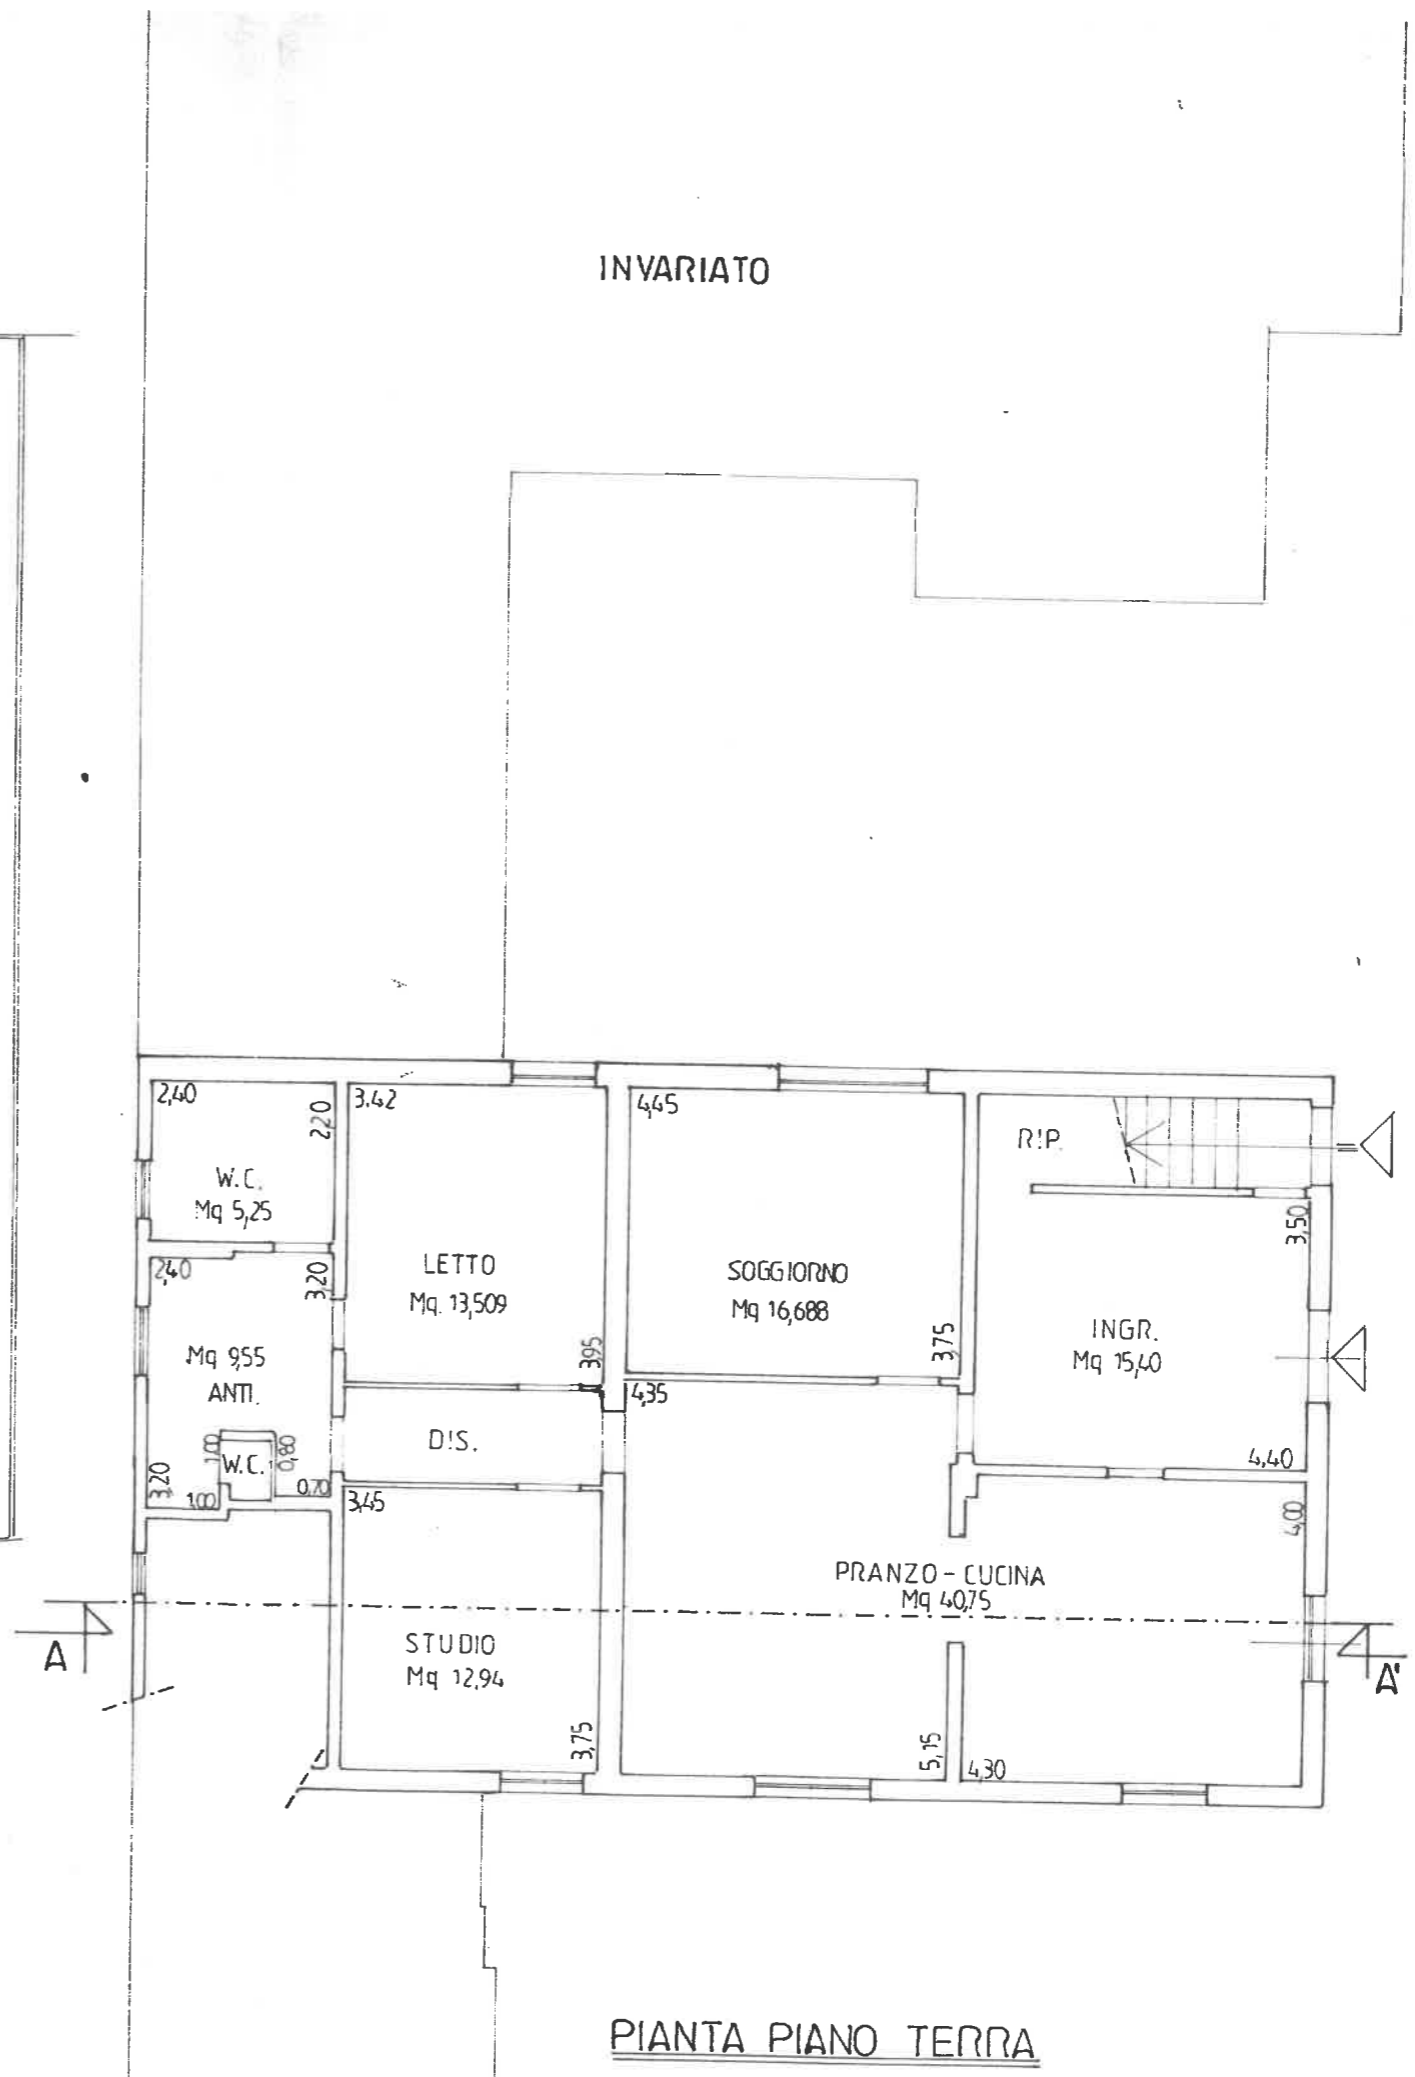 INVARIATO
2,40
2,20
W.C.
Mq 5,25
3.42
LETTO
Mq. 13,509
3,95
4,45
SOGGIORNO
Mq 16,688
3,75
R!P.
3,50
INGR.
Mq 15,40
4,40
2,40
3,20
Mq 9,55
ANTI.
1,00
W.C.
0,80
3,20
1,00
0,70
D!S.
4,35
3,45
STUDIO
Mq 12,94
3,75
PRANZO - CUCINA
Mq 40,75
4,00
5,15
4,30
A
A'
PIANTA PIANO TERRA